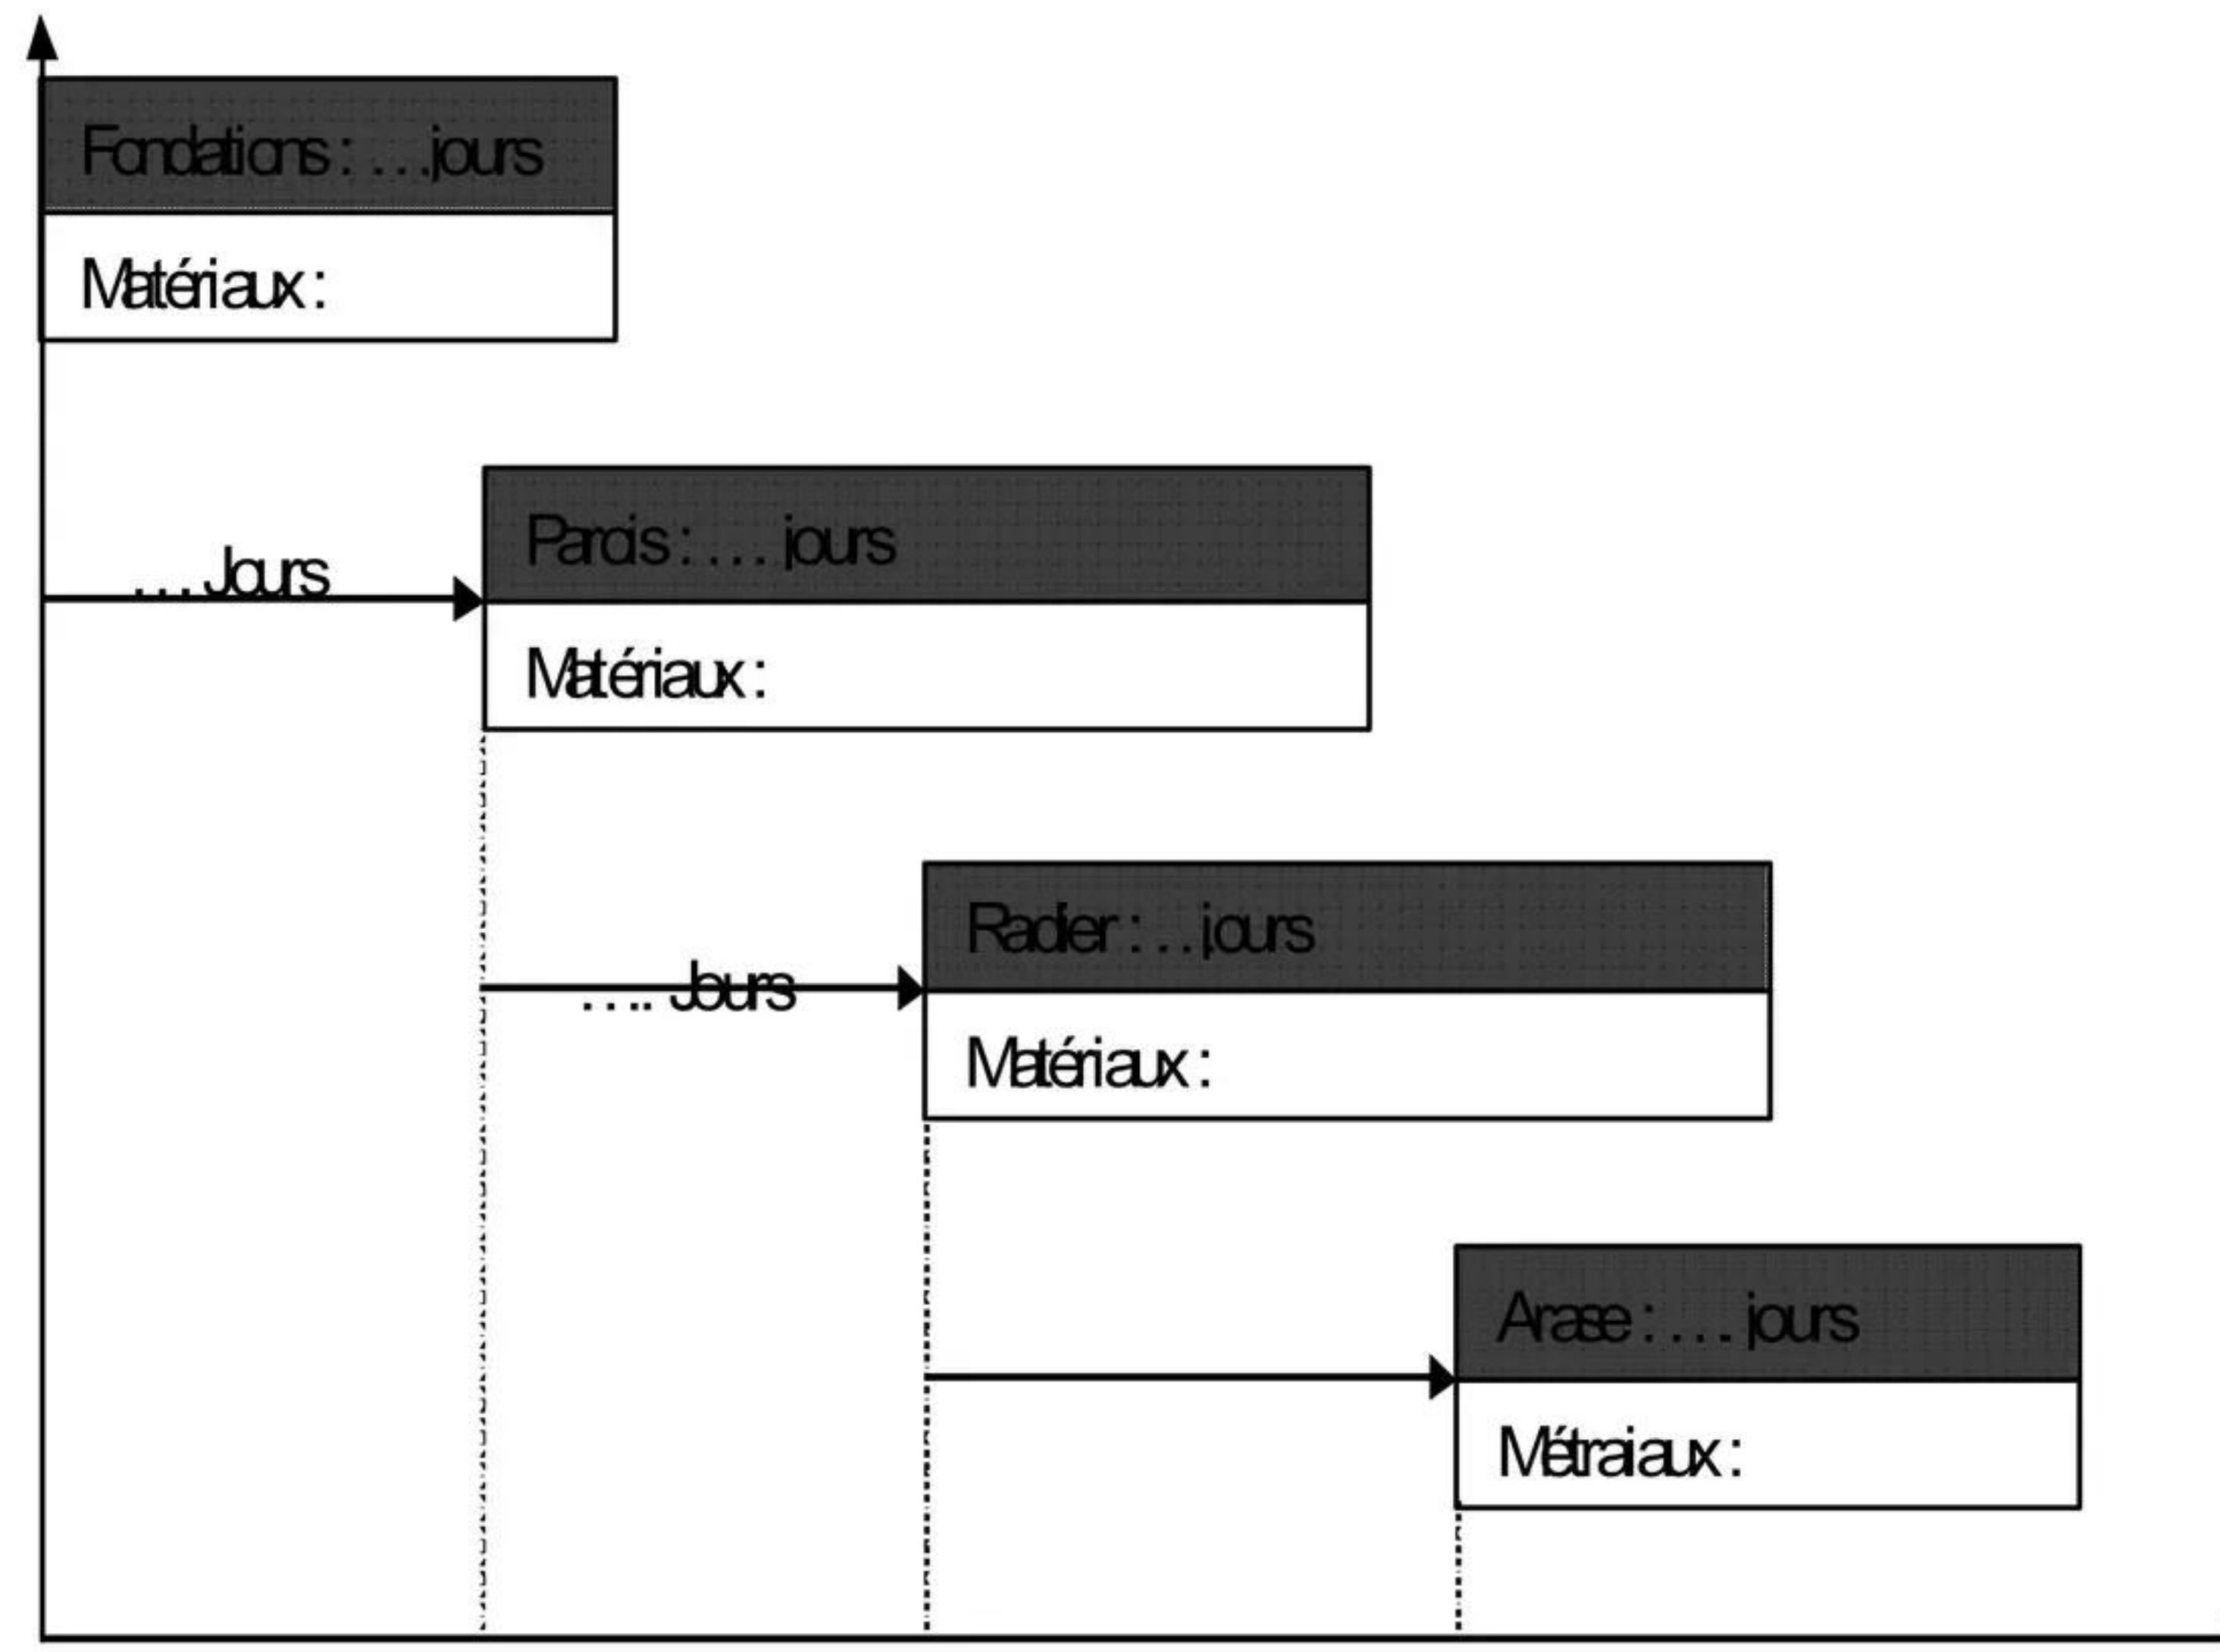 Fondations : …jours
Matériaux :
Parois : …. jours
…Jours
Matériaux :
Radier : …jours
….. Jours
Matériaux :
Arase : …. jours
Métraiaux :